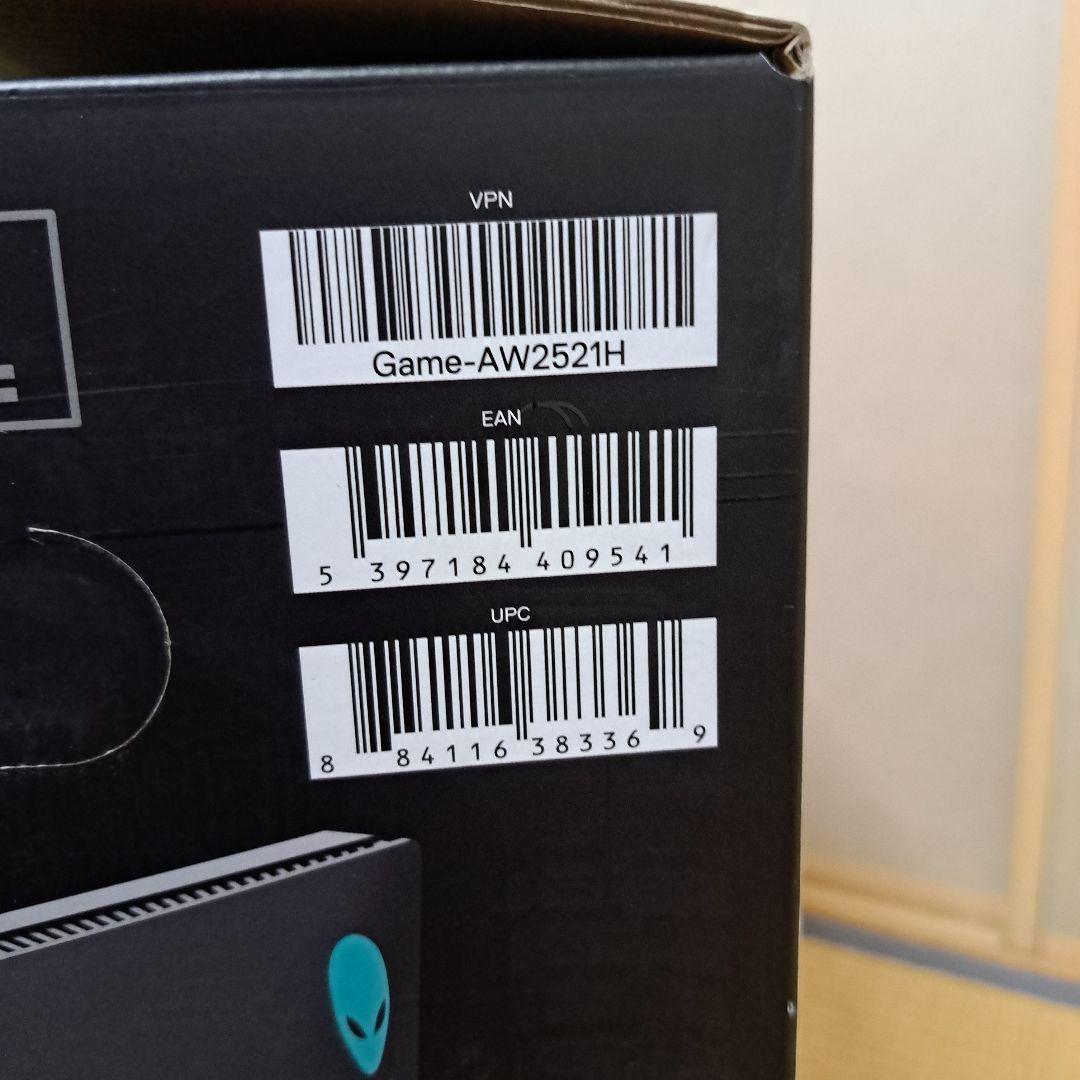 VPN
Game-AW2521H
EAN
5 397184 409541
UPC
8 84116 38336 9